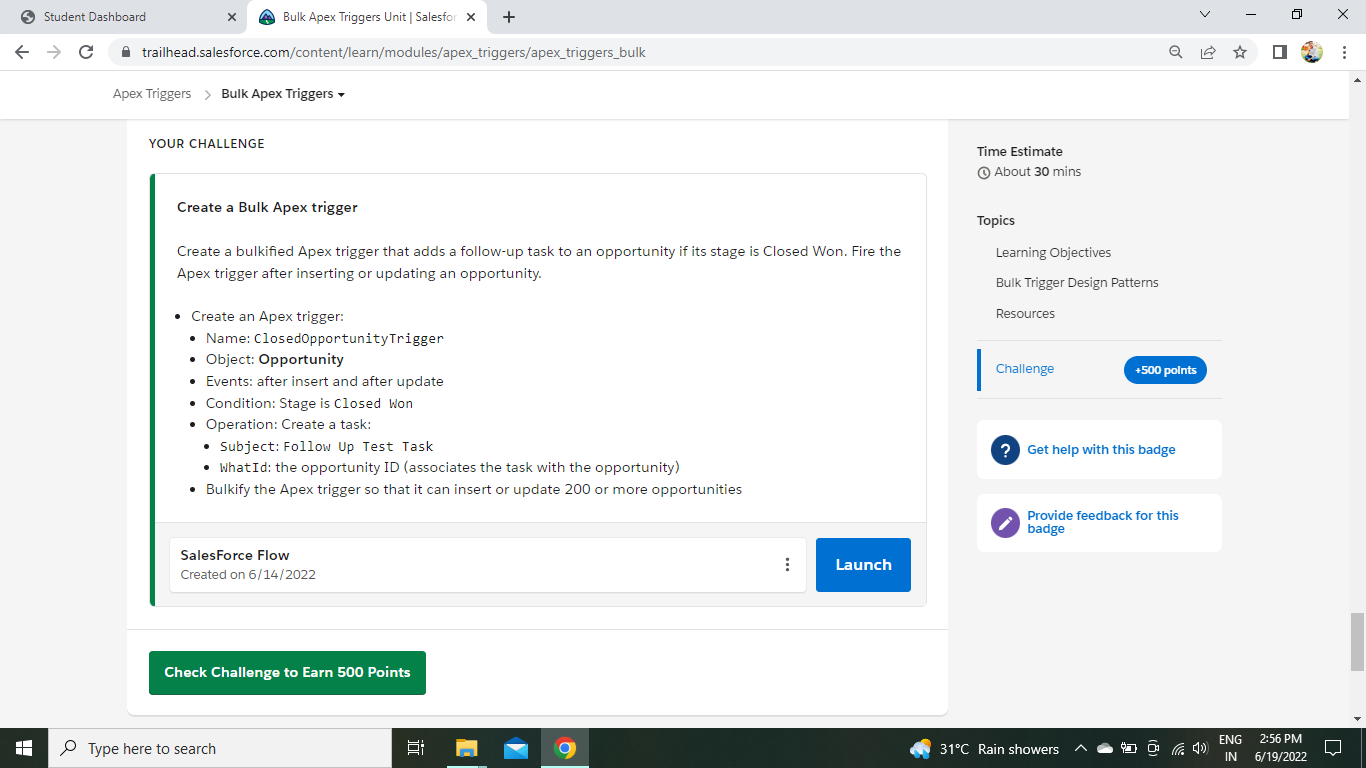 Student Dashboard
Bulk Apex Triggers Unit | Salesfor
trailhead.salesforce.com/content/learn/modules/apex_triggers/apex_triggers_bulk
Apex Triggers
Bulk Apex Triggers
YOUR CHALLENGE
Create a Bulk Apex trigger
Create a bulkified Apex trigger that adds a follow-up task to an opportunity if its stage is Closed Won. Fire the
Apex trigger after inserting or updating an opportunity.
Create an Apex trigger:
Name: ClosedOpportunityTrigger
Object: Opportunity
Events: after insert and after update
Condition: Stage is Closed Won
Operation: Create a task:
Subject: Follow Up Test Task
WhatId: the opportunity ID (associates the task with the opportunity)
Bulkify the Apex trigger so that it can insert or update 200 or more opportunities
SalesForce Flow
Created on 6/14/2022
Launch
Check Challenge to Earn 500 Points
Time Estimate
About 30 mins
Topics
Learning Objectives
Bulk Trigger Design Patterns
Resources
Challenge
+500 points
Get help with this badge
Provide feedback for this
badge
Type here to search
31°C Rain showers
ENG
IN
2:56 PM
6/19/2022